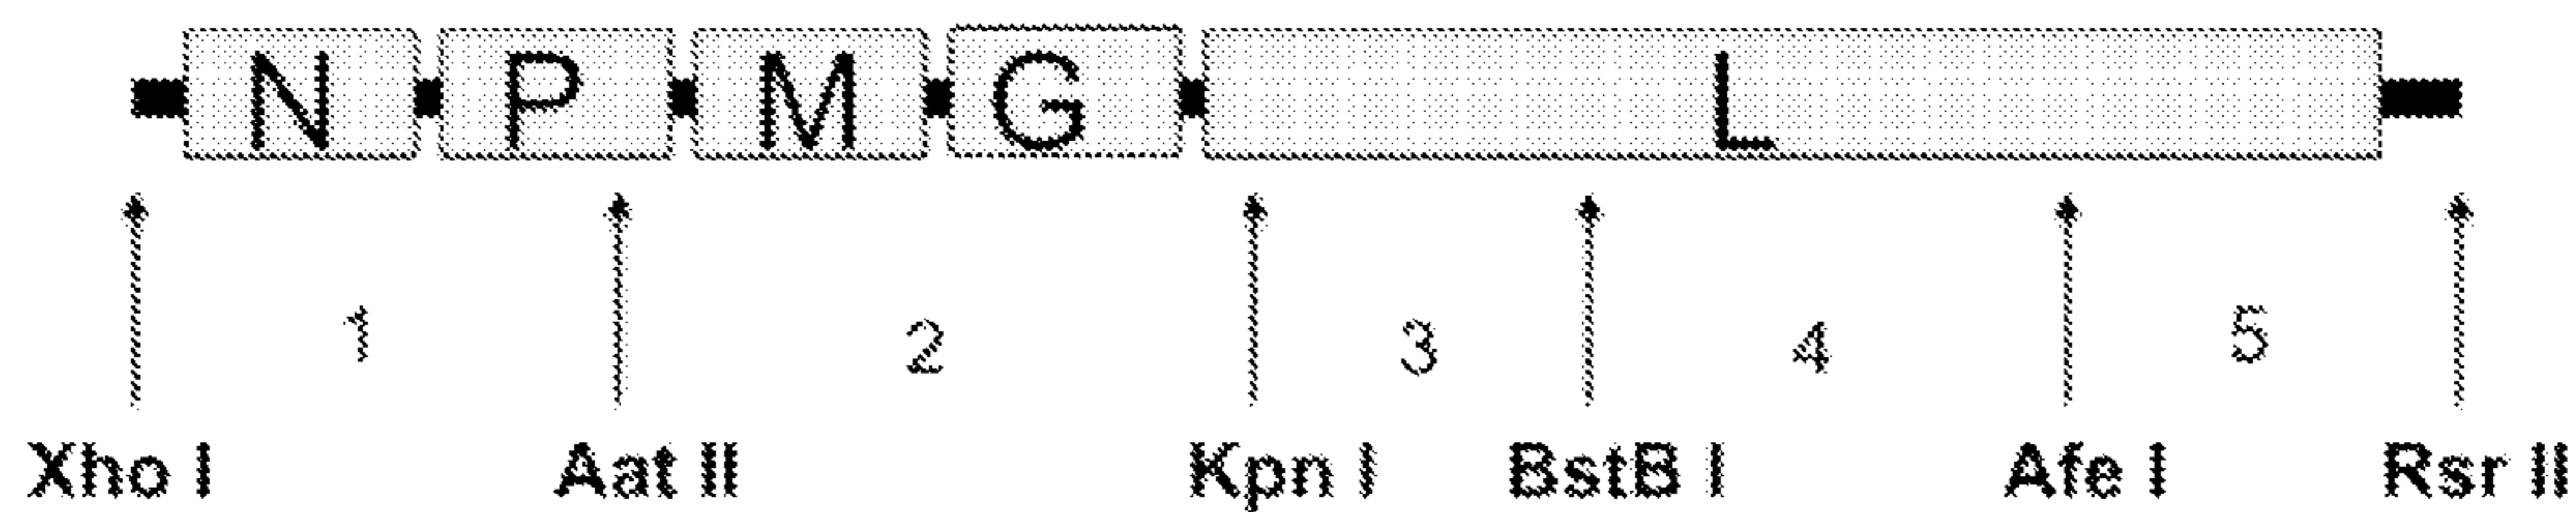 N P M G L
1 2 3 4 5
Xho I Aat II Kpn I BstB I Afe I Rsr II